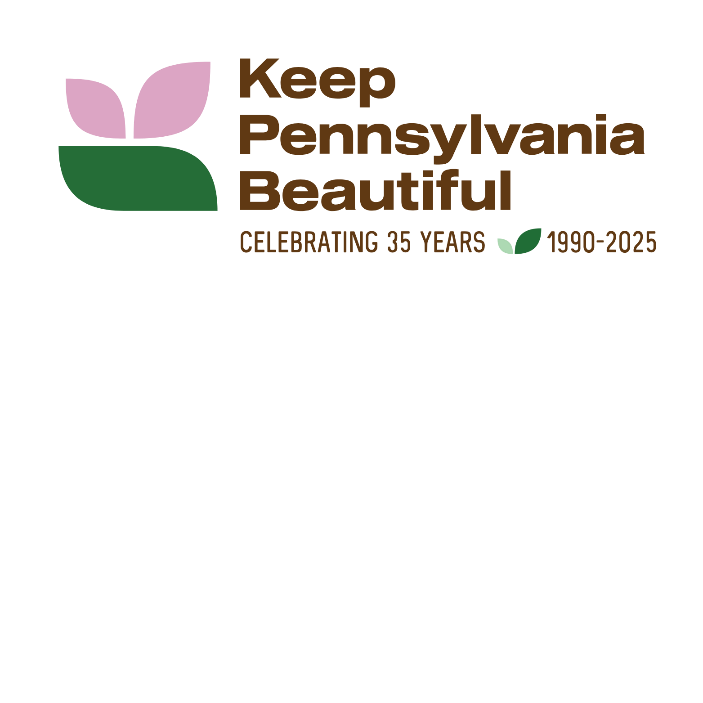 Keep
Pennsylvania
Beautiful
CELEBRATING 35 YEARS 1990-2025